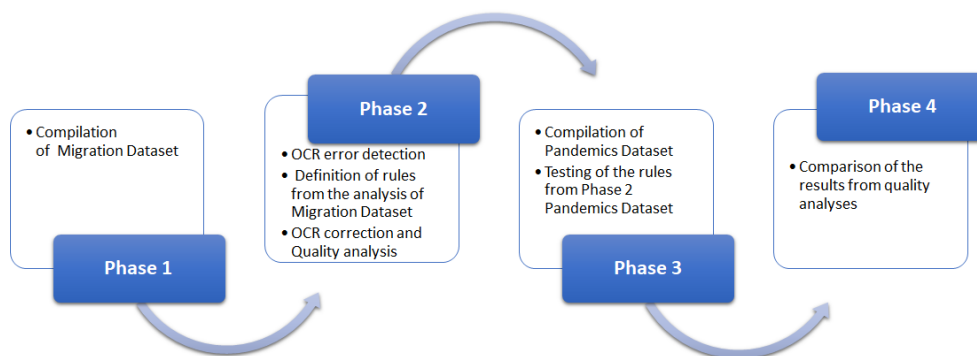 • Compilation
of Migration Dataset
Phase 1
Phase 2
• OCR error detection
• Definition of rules
from the analysis of
Migration Dataset
• OCR correction and
Quality analysis
• Compilation of
Pandemics Dataset
• Testing of the rules
from Phase 2
Pandemics Dataset
Phase 3
Phase 4
• Comparison of the
results from quality
analyses